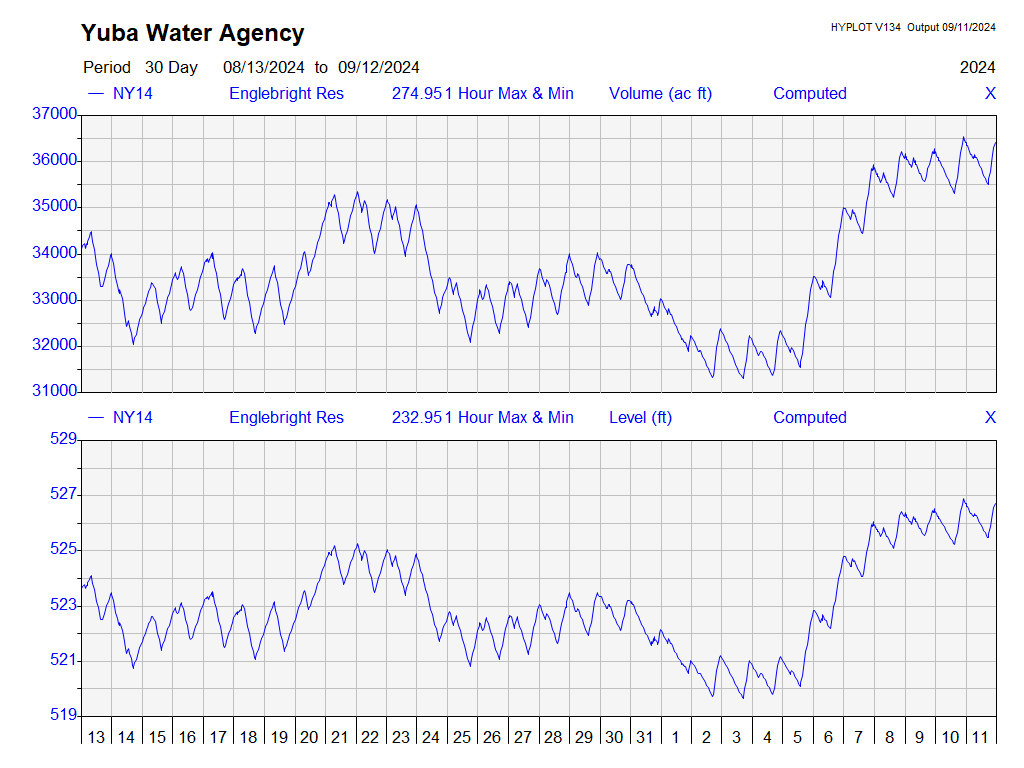 Yuba Water Agency
HYPLOT V134 Output 09/11/2024
Period 30 Day 08/13/2024 to 09/12/2024 2024
NY14 Englebright Res 274.951 Hour Max & Min Volume (ac ft) Computed X
37000
36000
35000
34000
33000
32000
31000
NY14 Englebright Res 232.951 Hour Max & Min Level (ft) Computed X
529
527
525
523
521
519
13 14 15 16 17 18 19 20 21 22 23 24 25 26 27 28 29 30 31 1 2 3 4 5 6 7 8 9 10 11